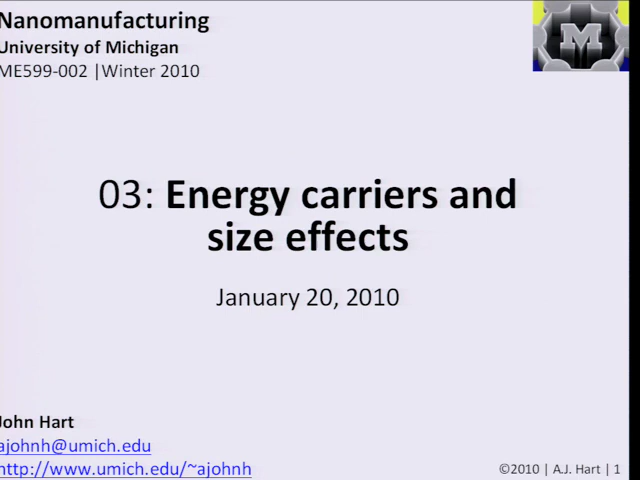 Nanomanufacturing
University of Michigan
ME599-002 |Winter 2010
M
03: Energy carriers and
size effects
January 20, 2010
John Hart
ajohnh@umich.edu
http://www.umich.edu/~ajohnh
©2010 | A.J. Hart | 1